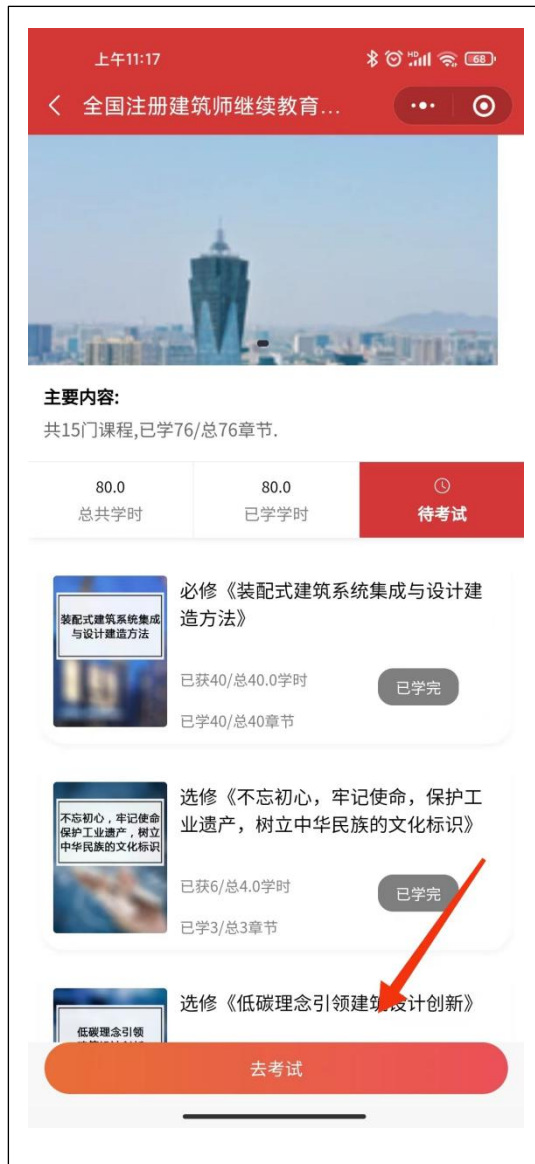 上午11:17
HD
68
全国注册建筑师继续教育...
主要内容:
共15门课程,已学76/总76章节.
80.0
总共学时
80.0
已学学时
待考试
装配式建筑系统集成
与设计建造方法
必修《装配式建筑系统集成与设计建
造方法》
已获40/总40.0学时
已学完
已学40/总40章节
不忘初心，牢记使命
保护工业遗产，树立
中华民族的文化标识
选修《不忘初心，牢记使命，保护工
业遗产，树立中华民族的文化标识》
已获6/总4.0学时
已学完
已学3/总3章节
低碳理念引领
选修《低碳理念引领建筑设计创新》
去考试